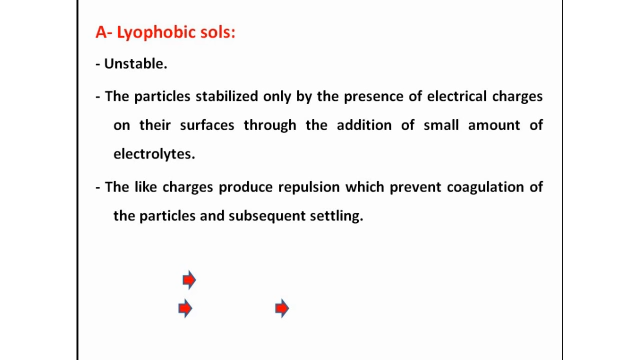 A- Lyophobic sols:
- Unstable.
- The particles stabilized only by the presence of electrical charges
on their surfaces through the addition of small amount of
electrolytes.
- The like charges produce repulsion which prevent coagulation of
the particles and subsequent settling.